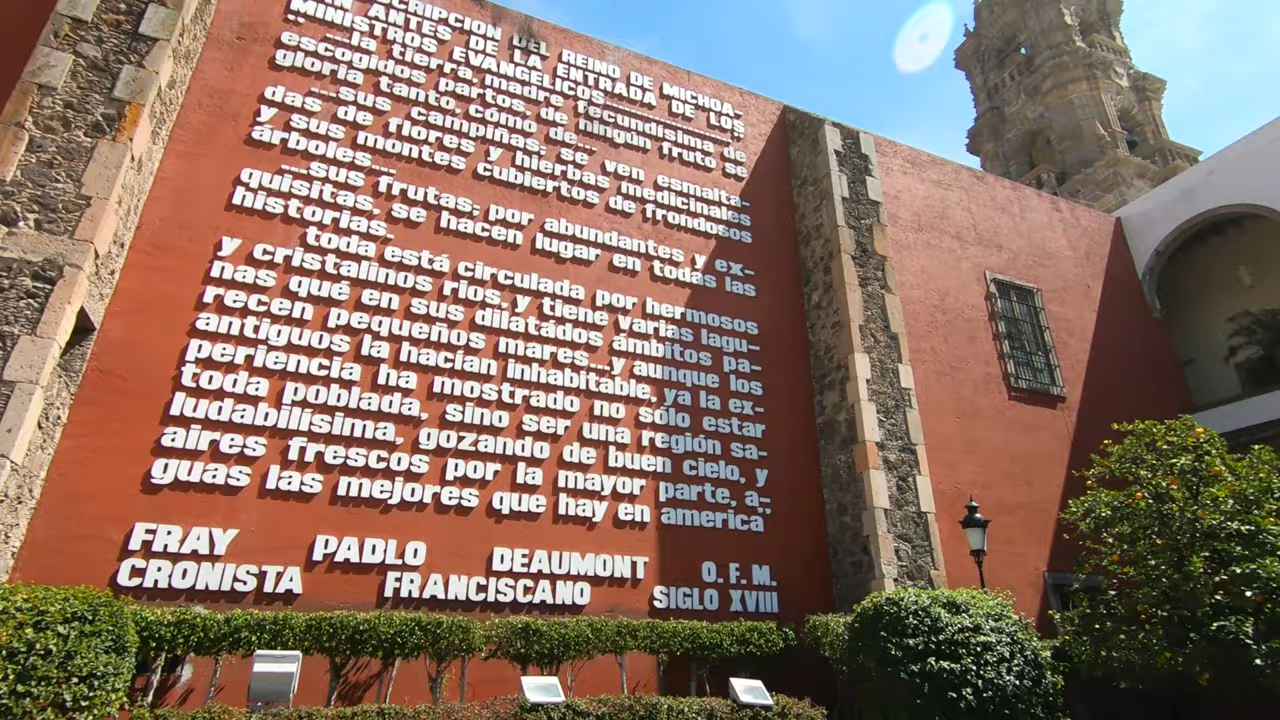 DESCRIPCION DEL REINO DE MICHOA-
AN ANTES DE LA ENTRADA DE LOS
MINISTROS EVANGELICOS
"...la tierra, madre fecundísima de
escogidos partos, de ningún fruto se
gloria tanto, cómo de...
...sus campiñas; se ven esmalta-
das de flores y hierbas medicinales
y sus montes cubiertos de frondosos
árboles...
...sus frutas; por abundantes y ex-
quisitas, se hacen lugar en todas las
historias.
toda está circulada por hermosos
y cristalinos rios, y tiene varias lagu-
nas qué en sus dilatádos ámbitos pa-
recen pequeños mares...y aunque los
antiguos la hacían inhabitable, ya la ex-
periencia ha mostrado no sólo estar
toda poblada, sino ser una región sa-
ludabilísima, gozando de buen cielo, y
aires frescos por la mayor parte, a-
guas las mejores que hay en america"
FRAY PABLO DEAUMONT O. F. M.
CRONISTA FRANCISCANO SIGLO XVIII